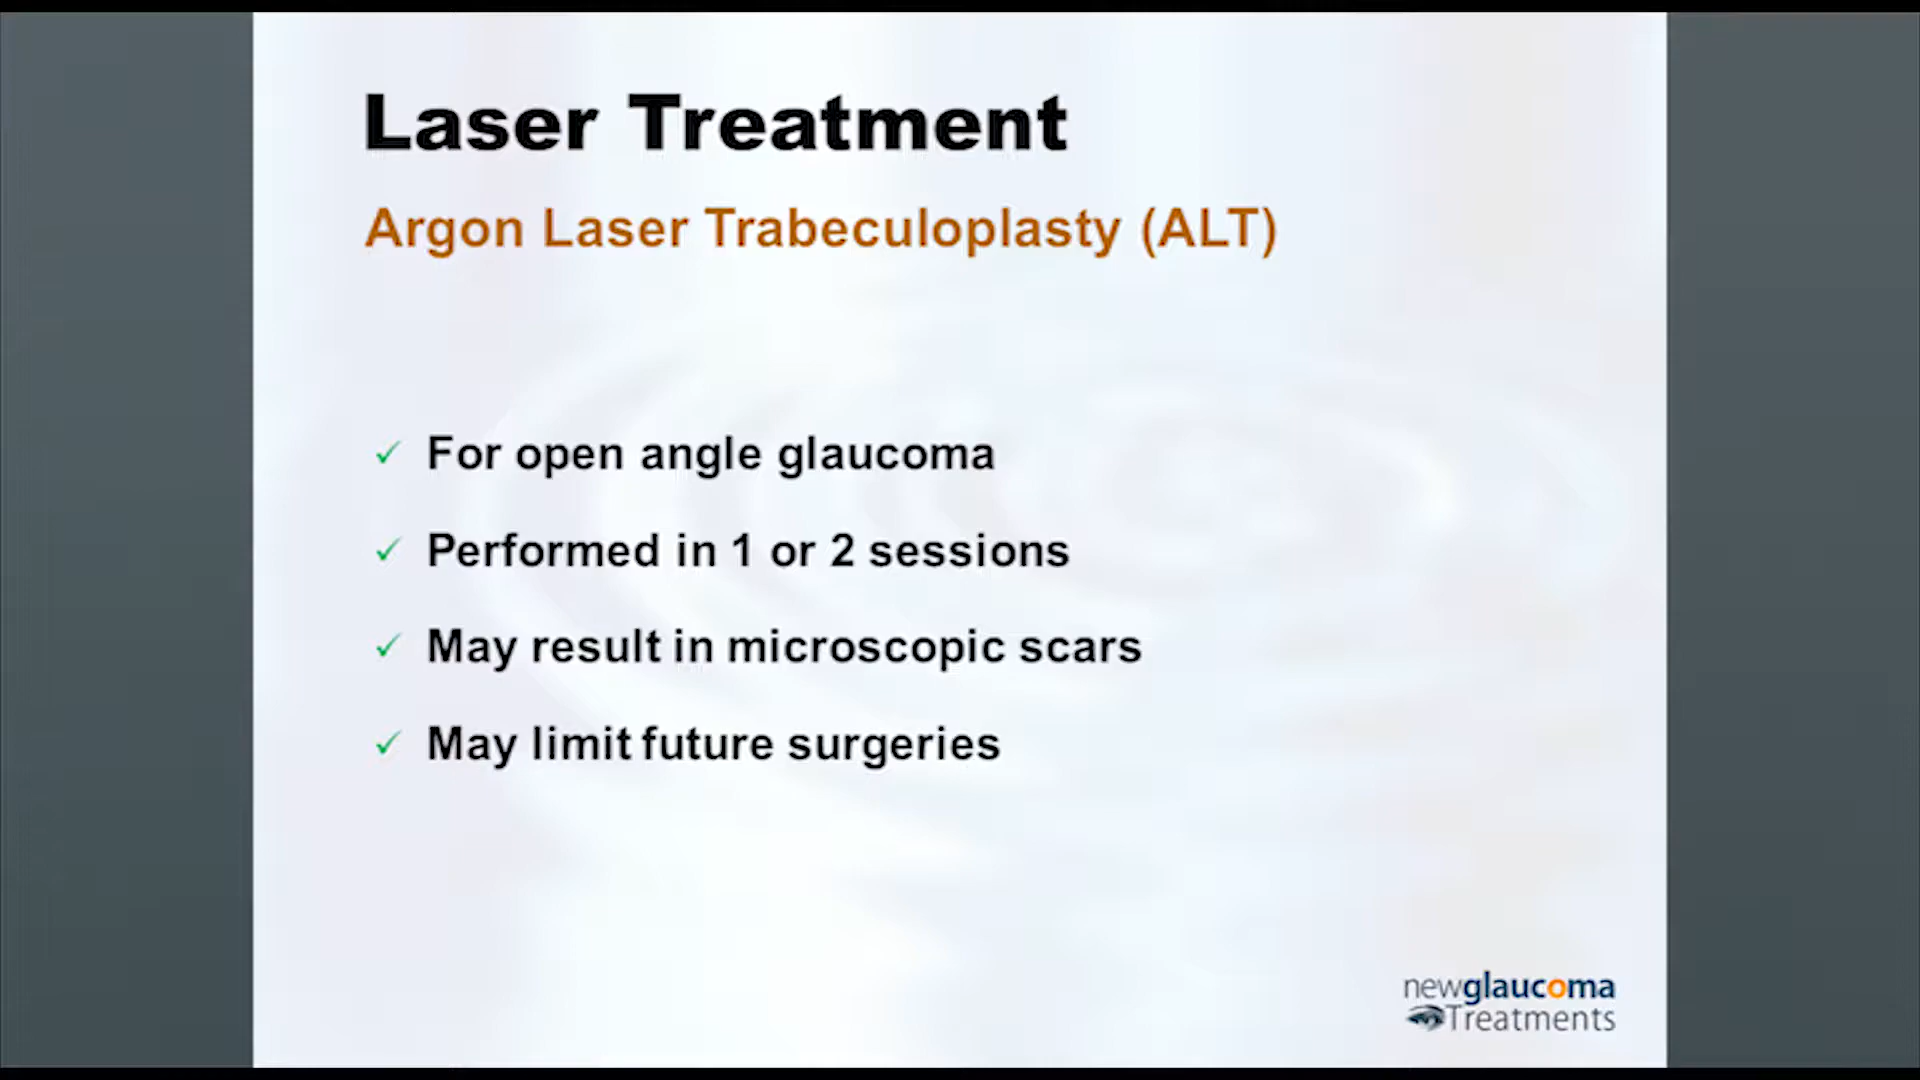 Laser Treatment
Argon Laser Trabeculoplasty (ALT)
For open angle glaucoma
Performed in 1 or 2 sessions
May result in microscopic scars
May limit future surgeries
newglaucoma
Treatments